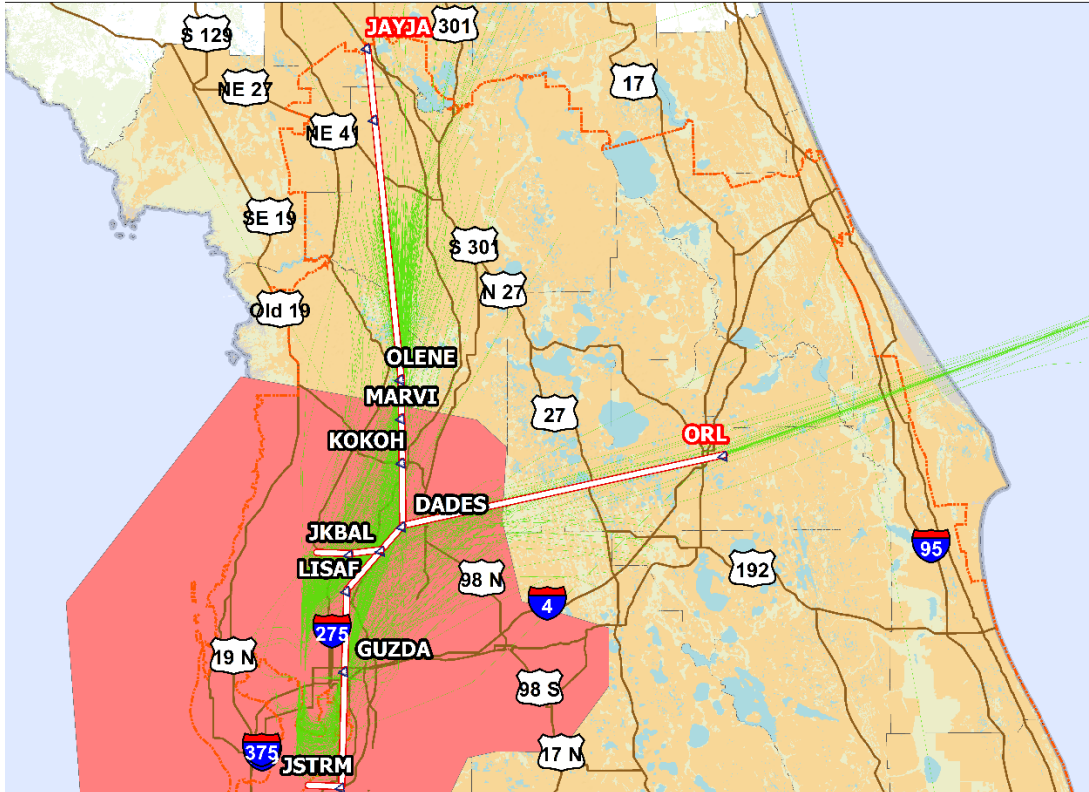 JAYJA
301
S 129
17
NE 27
NE 41
SE 19
S 301
N 27
Old 19
OLENE
MARVI
27
KOKOH
ORL
DADES
JKBAL
95
LISAF
98 N
192
4
275
GUZDA
19 N
98 S
375
17 N
JSTRM